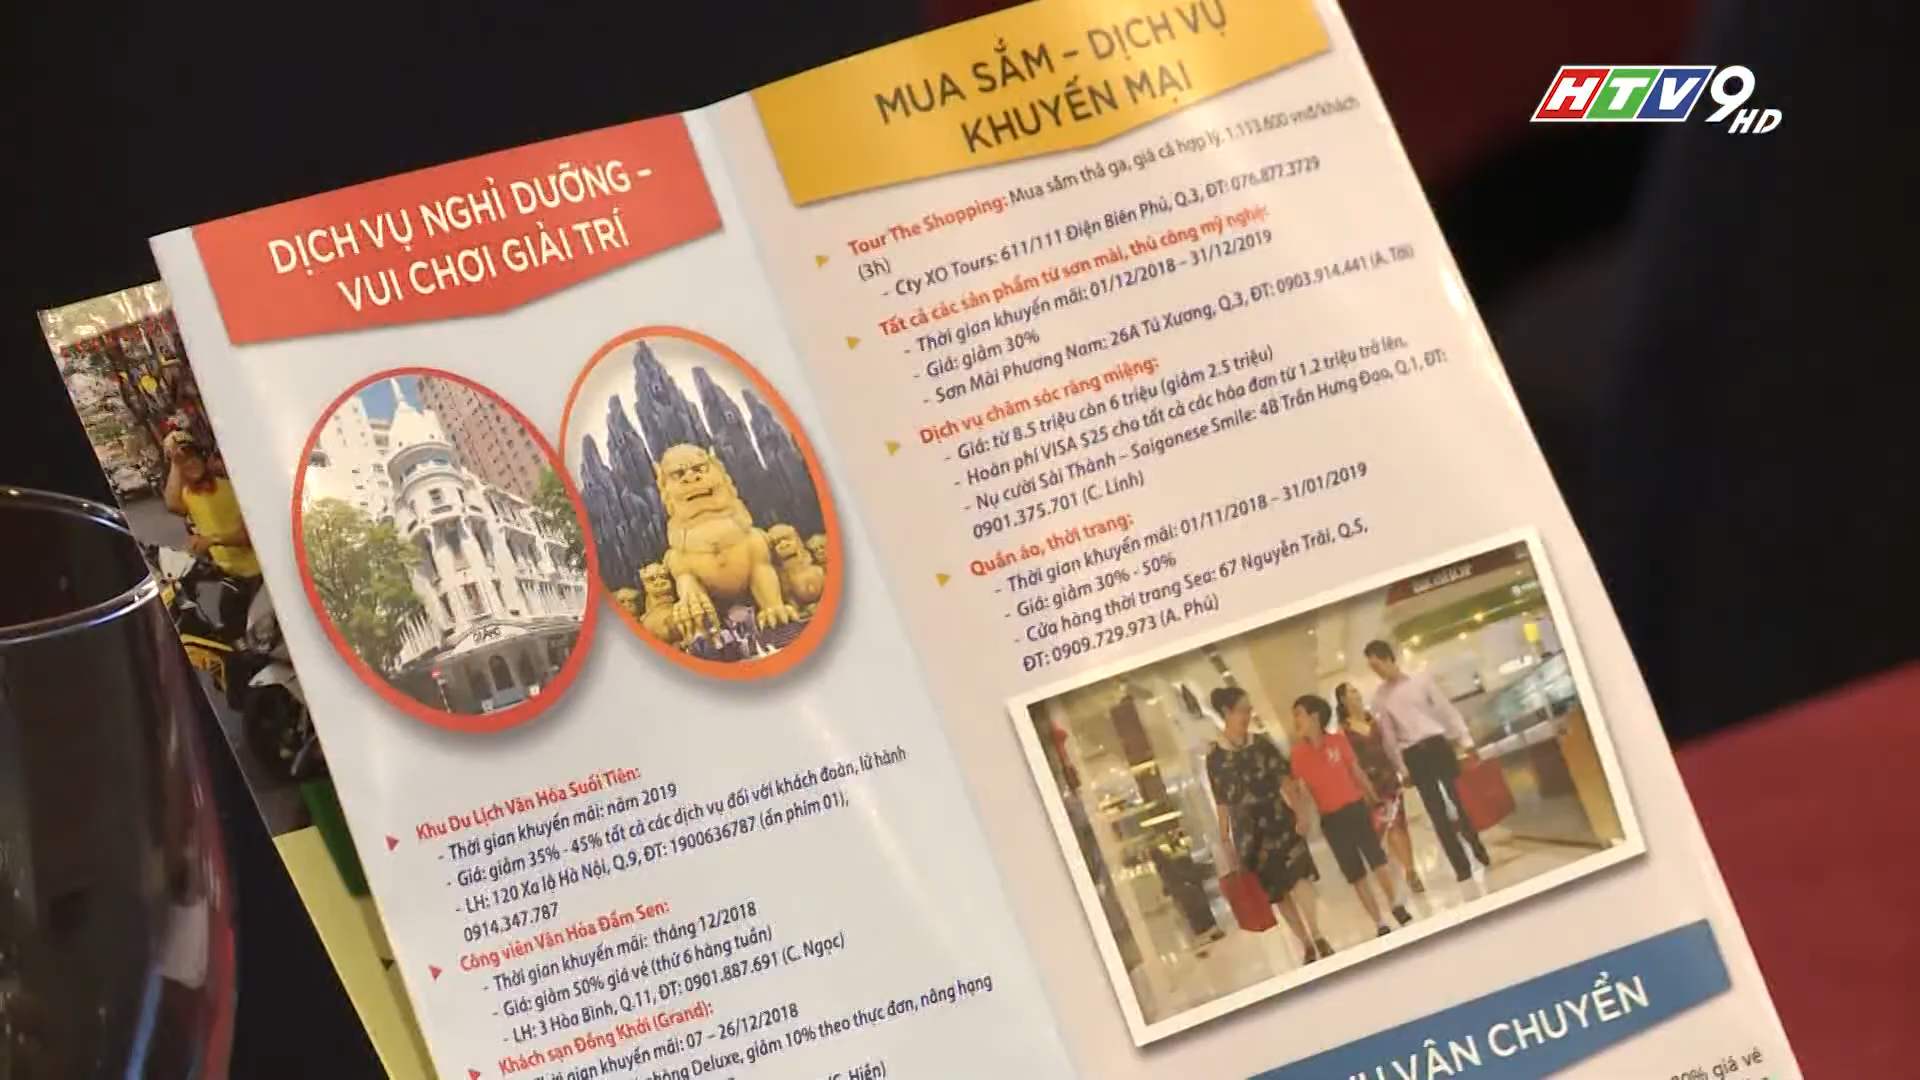 HTV9 HD
DỊCH VỤ NGHỈ DƯỠNG –
VUI CHƠI GIẢI TRÍ
Khu Du Lịch Văn Hóa Suối Tiên:
- Thời gian khuyến mãi: năm 2019
- Giá: giảm 35% - 45% tất cả các dịch vụ đối với khách đoàn, lữ hành
- LH: 120 Xa lộ Hà Nội, Q.9, ĐT: 1900636787 (ấn phím 01);
0914.347.787
Công viên Văn Hóa Đầm Sen:
- Thời gian khuyến mãi: tháng 12/2018
- Giá: giảm 50% giá vé (thứ 6 hàng tuần)
- LH: 3 Hòa Bình, Q.11, ĐT: 0901.887.691 (C. Ngọc)
Khách sạn Đồng Khởi (Grand):
gian khuyến mãi: 07 – 26/12/2018
Deluxe, giảm 10% theo thực đơn, nâng hạng
Hiền)
MUA SẮM – DỊCH VỤ
KHUYẾN MẠI
Tour The Shopping: Mua sắm thả ga, giá cả hợp lý. 1.113.600 vnđ/khách
(3h)
- Cty XO Tours: 611/111 Điện Biên Phủ, Q.3, ĐT: 076.877.3729
Tất cả các sản phẩm từ sơn mài, thủ công mỹ nghệ:
- Thời gian khuyến mãi: 01/12/2018 – 31/12/2019
- Giá: giảm 30%
- Sơn Mài Phương Nam: 26A Tú Xương, Q.3, ĐT: 0903.914.441 (A. Tới)
Dịch vụ chăm sóc răng miệng:
- Giá: từ 8.5 triệu còn 6 triệu (giảm 2.5 triệu)
- Hoàn phí VISA $25 cho tất cả các hóa đơn từ 1.2 triệu trở lên.
- Nụ cười Sài Thành – Saigonese Smile: 4B Trần Hưng Đạo, Q.1, ĐT:
0901.375.701 (C. Linh)
Quần áo, thời trang:
- Thời gian khuyến mãi: 01/11/2018 – 31/01/2019
- Giá: giảm 30% - 50%
- Cửa hàng thời trang Sea: 67 Nguyễn Trãi, Q.5,
ĐT: 0909.729.973 (A. Phú)
VẬN CHUYỂN
giá vé